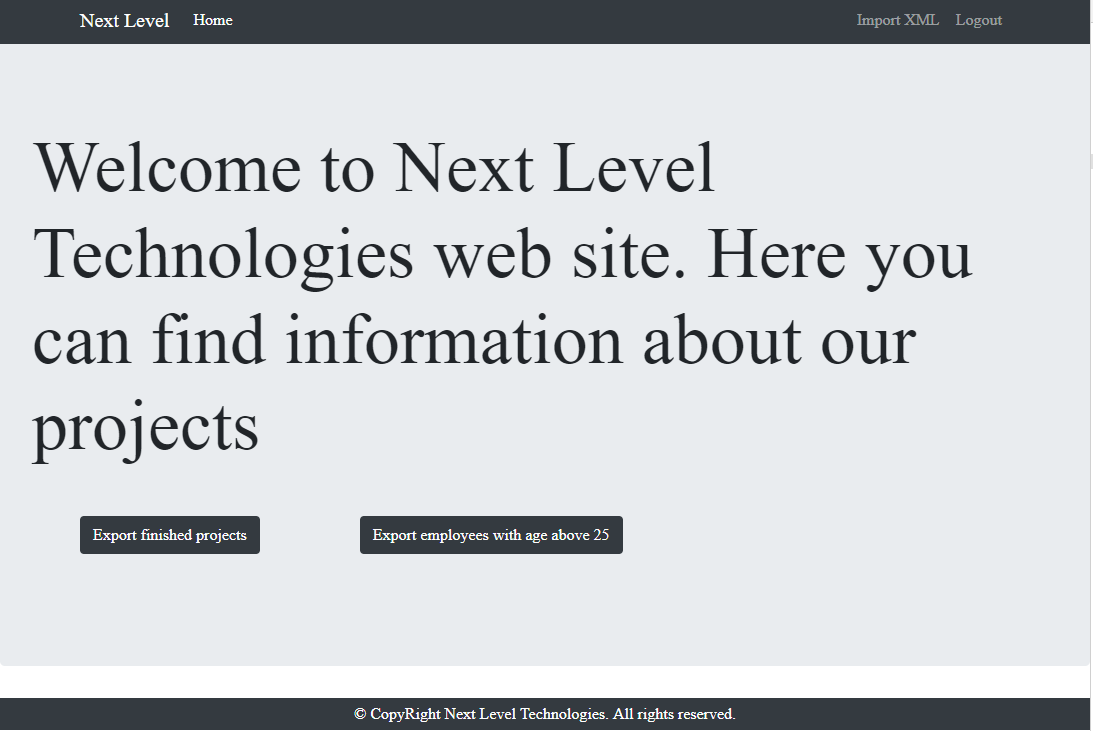 Next Level Home Import XML Logout
Welcome to Next Level
Technologies web site. Here you
can find information about our
projects
Export finished projects Export employees with age above 25
© CopyRight Next Level Technologies. All rights reserved.